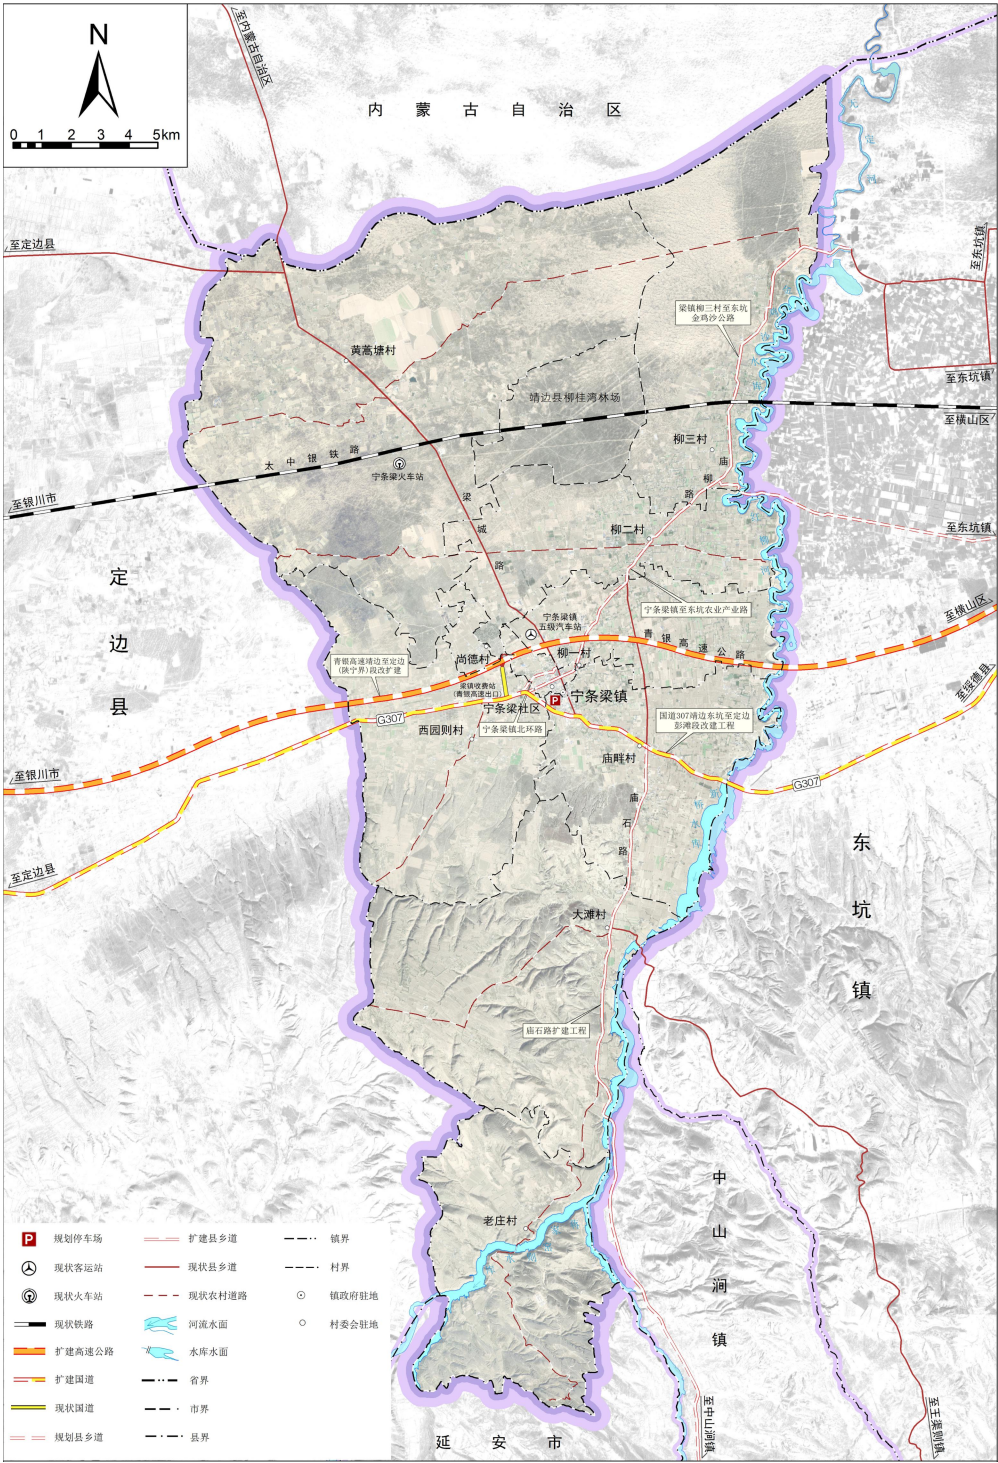 N
0 1 2 3 4 5km
至内蒙古自治区
内 蒙 古 自 治 区
至定边县
至东坑镇
梁镇柳三村至东坑
金鸡沙公路
黄蒿塘村
至东坑镇
靖边县柳桂湾林场
至横山区
柳三村
太 中 银 铁 路
宁条梁火车站
庙
柳
路
至银川市
梁
城
路
柳二村
至东坑镇
定
边
县
宁条梁镇至东坑农业产业路
至横山区
宁条梁镇
五级汽车站
青 银 高 速 公 路
柳一村
尚德村
青银高速靖边至定边
(陕宁界)段改扩建
至绥德县
梁镇收费站
(青银高速出口)
P
宁条梁镇
宁条梁社区
G307
西园则村
宁条梁镇北环路
国道307靖边东坑至定边
彭滩段改建工程
庙畔村
至银川市
G307
庙
石
路
至定边县
东
坑
镇
大滩村
庙石路扩建工程
中
山
涧
镇
老庄村
至中山涧镇
至王渠则镇
延 安 市
P 规划停车场
现状客运站
现状火车站
现状铁路
扩建高速公路
扩建国道
现状国道
规划县乡道
扩建县乡道
现状县乡道
现状农村道路
河流水面
水库水面
省界
市界
县界
镇界
村界
镇政府驻地
村委会驻地